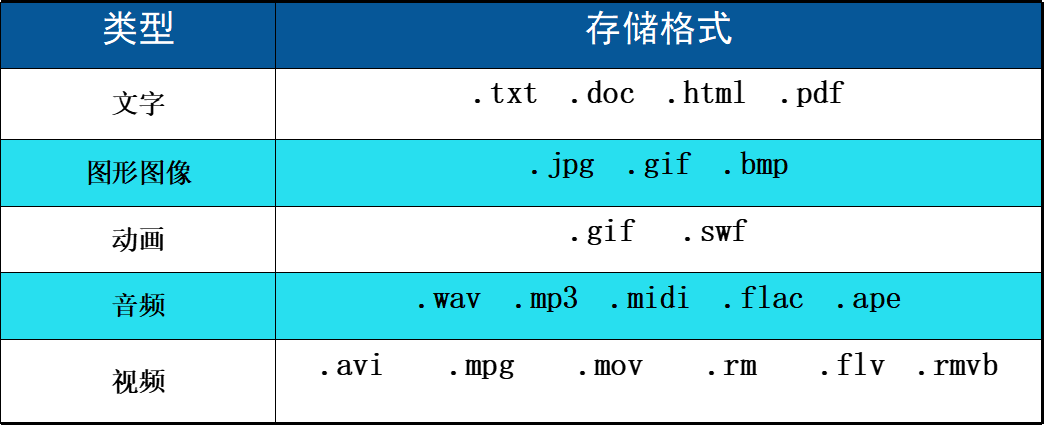 类型 存储格式
文字 .txt .doc .html .pdf
图形图像 .jpg .gif .bmp
动画 .gif .swf
音频 .wav .mp3 .midi .flac .ape
视频 .avi .mpg .mov .rm .flv .rmvb